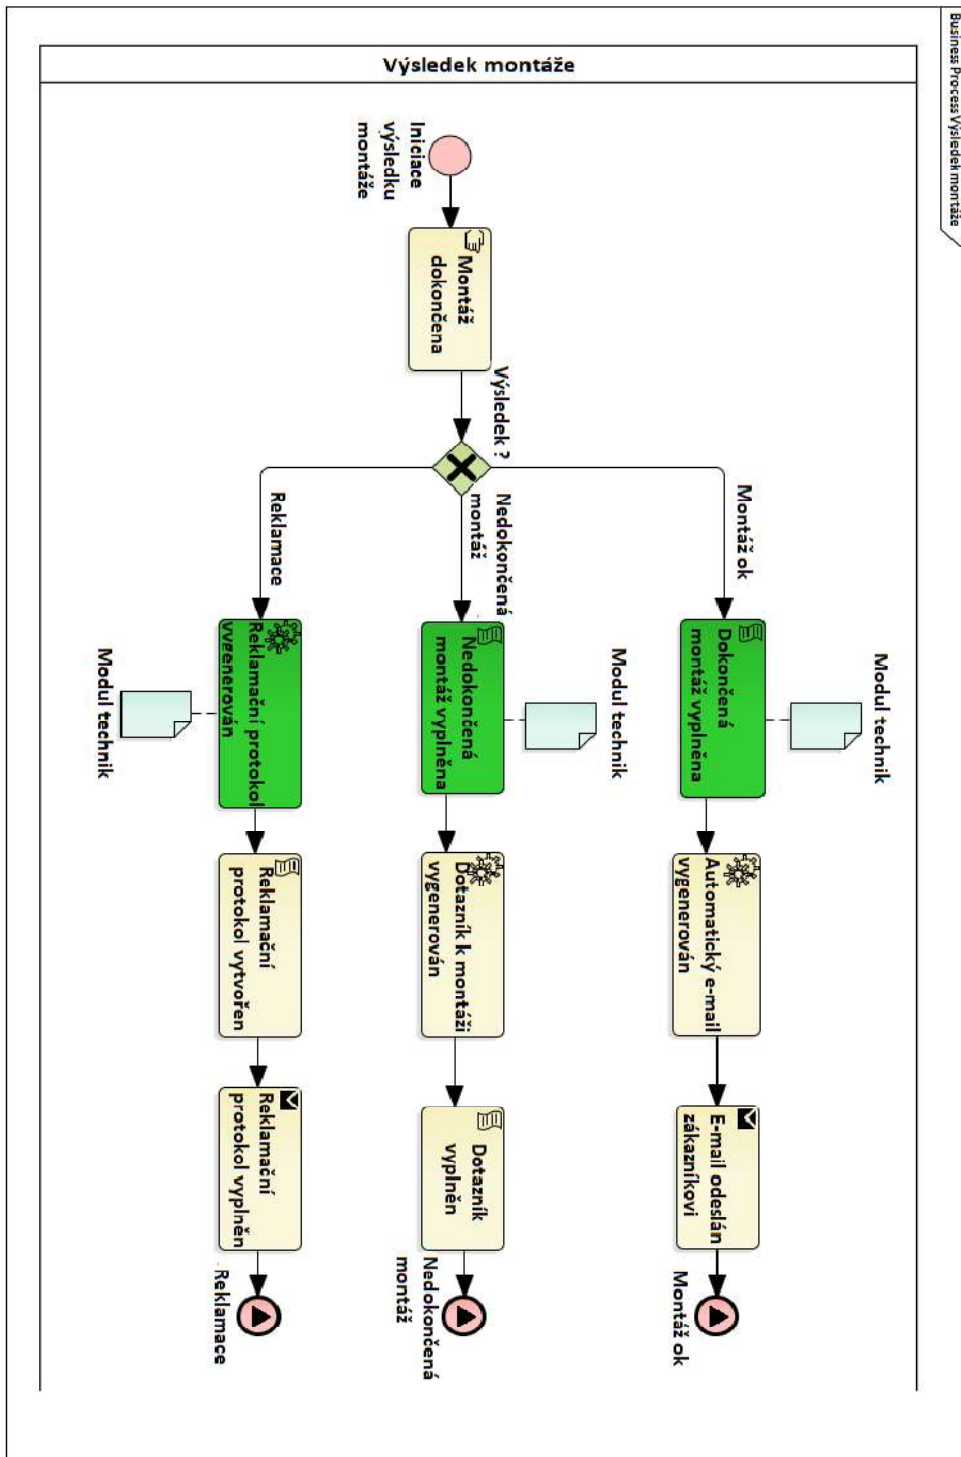 Business Process Výsledek montáže
Výsledek montáže
Iniciace
výsledku
montáže
Montáž
dokončena
Výsledek ?
Montáž ok
Nedokončená
montáž
Reklamace
Dokončená
montáž vyplněna
Modul technik
Nedokončená
montáž vyplněna
Modul technik
Reklamační protokol
vygenerován
Modul technik
Automatický e-mail
vygenerován
Dotazník k montáži
vygenerován
Reklamační
protokol vytvořen
E-mail odeslán
zákazníkovi
Dotazník
vyplněn
Reklamační
protokol vyplněn
Montáž ok
Nedokončená
montáž
Reklamace